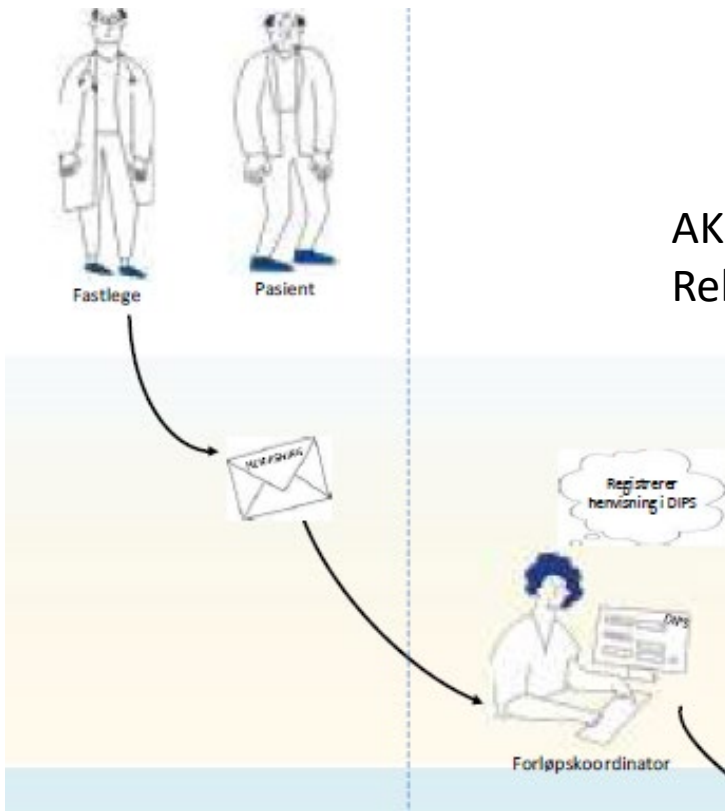 Fastlege
Pasient
AK
Rel
HENVISNING
Registrerer
henvisning i DIPS
DIPS
Forløpskoordinator